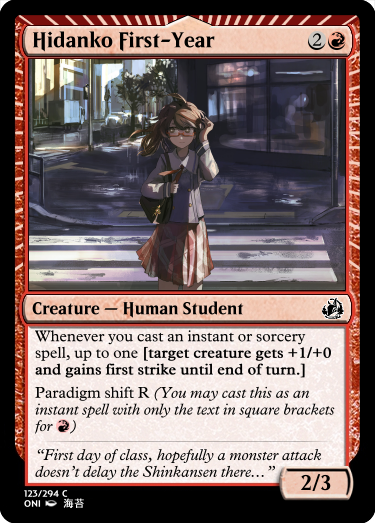 Hidanko First-Year 2
Creature — Human Student
Whenever you cast an instant or sorcery
spell, up to one [target creature gets +1/+0
and gains first strike until end of turn.]
Paradigm shift R (You may cast this as
an instant spell with only the text in square brackets
for )
“First day of class, hopefully a monster attack
doesn’t delay the Shinkansen there…”
2/3
123/294 C
ONI 海苔